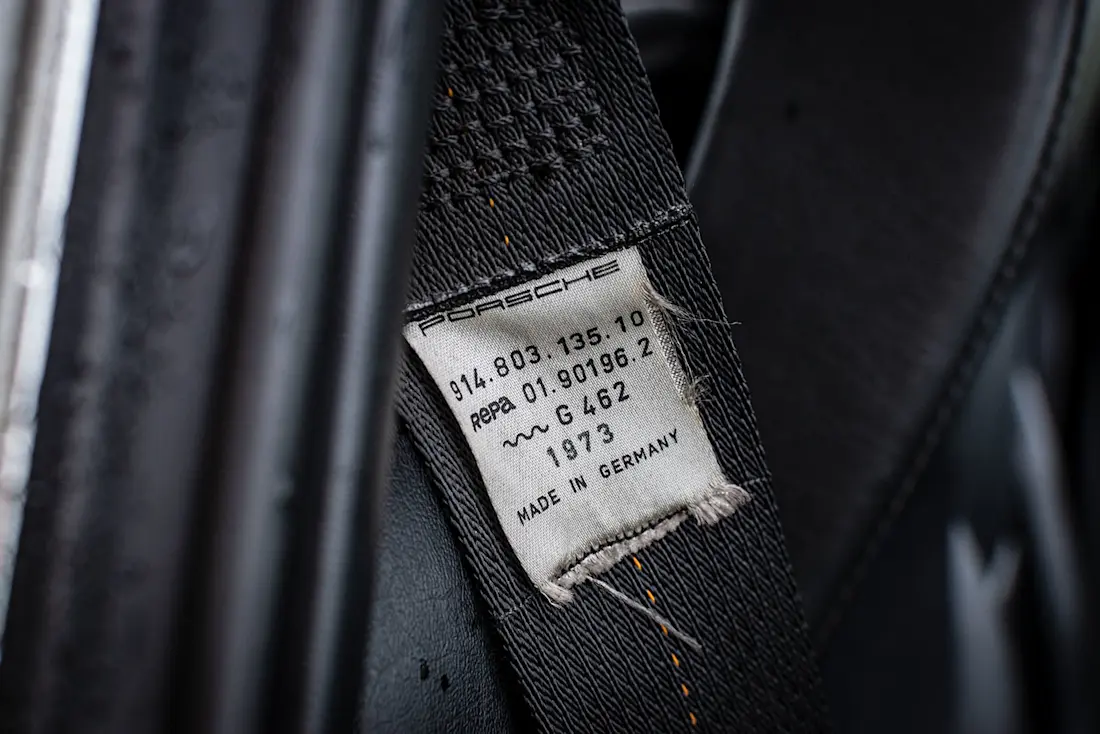 PORSCHE
914.803.135.10
repa 01.90196.2
G 462
1973
MADE IN GERMANY